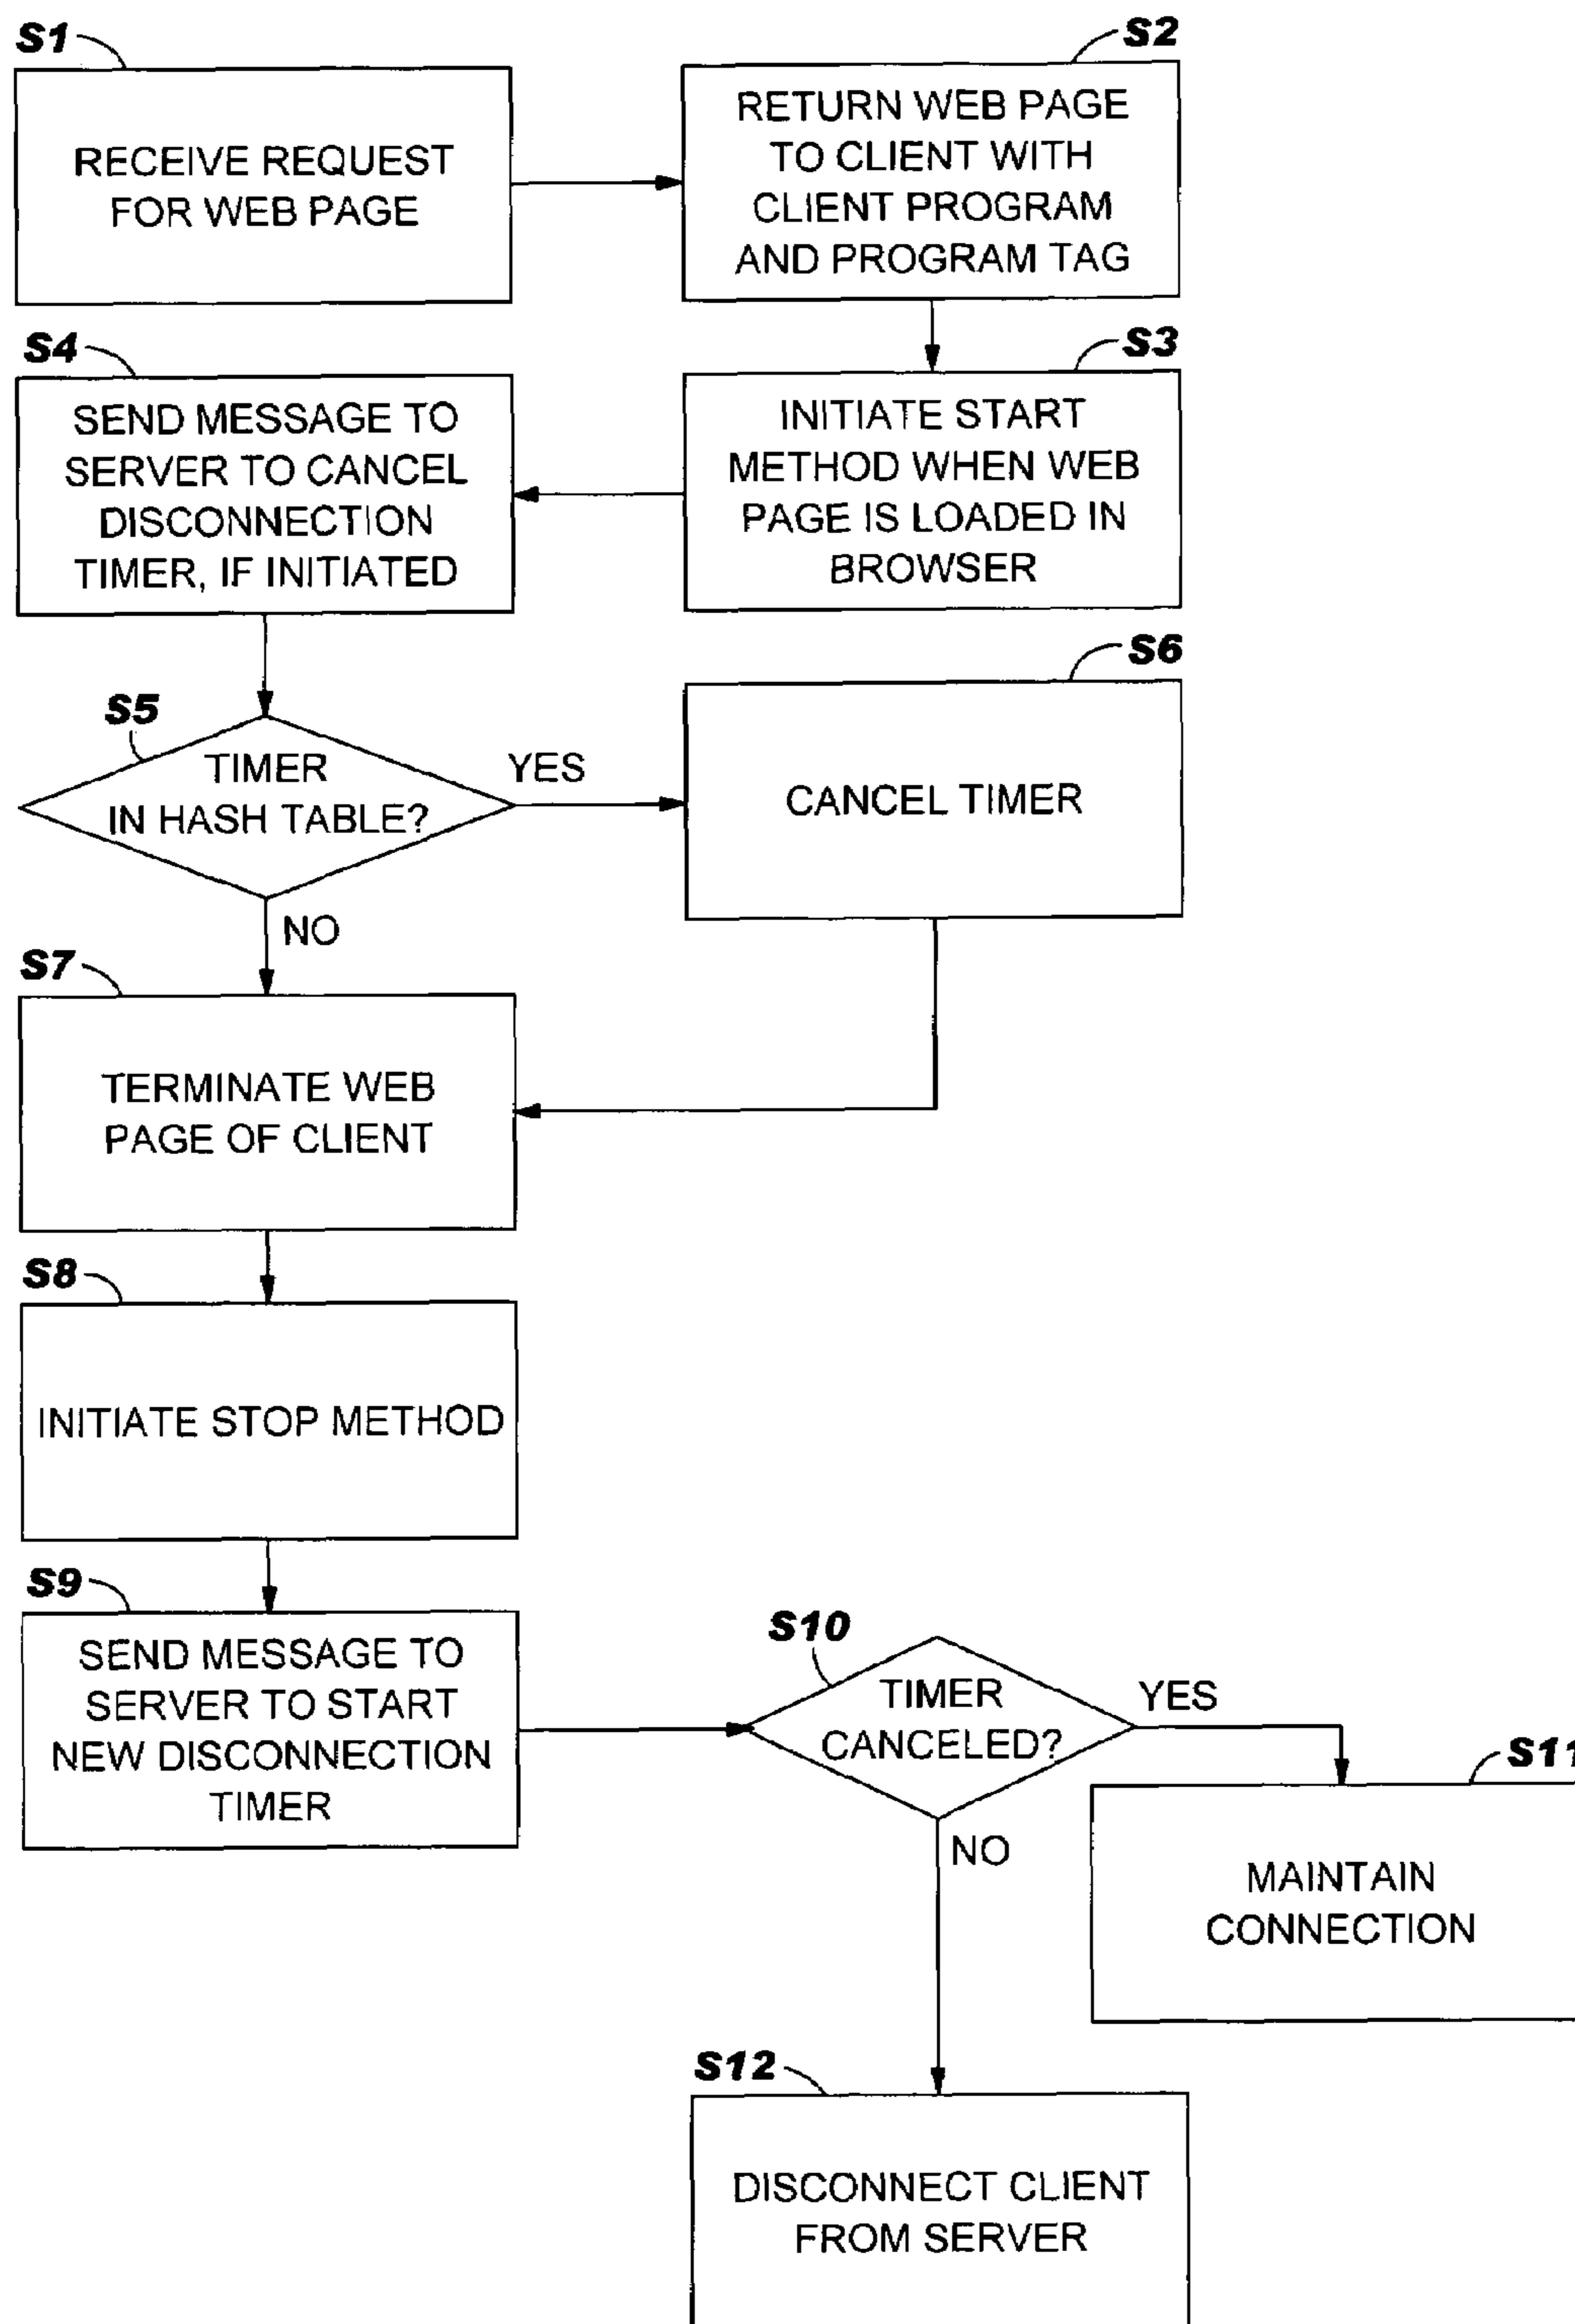 S1
RECEIVE REQUEST
FOR WEB PAGE
S2
RETURN WEB PAGE
TO CLIENT WITH
CLIENT PROGRAM
AND PROGRAM TAG
S3
INITIATE START
METHOD WHEN WEB
PAGE IS LOADED IN
BROWSER
S4
SEND MESSAGE TO
SERVER TO CANCEL
DISCONNECTION
TIMER, IF INITIATED
S5
TIMER
IN HASH TABLE?
YES
NO
S6
CANCEL TIMER
S7
TERMINATE WEB
PAGE OF CLIENT
S8
INITIATE STOP METHOD
S9
SEND MESSAGE TO
SERVER TO START
NEW DISCONNECTION
TIMER
S10
TIMER
CANCELED?
YES
NO
S11
MAINTAIN
CONNECTION
S12
DISCONNECT CLIENT
FROM SERVER